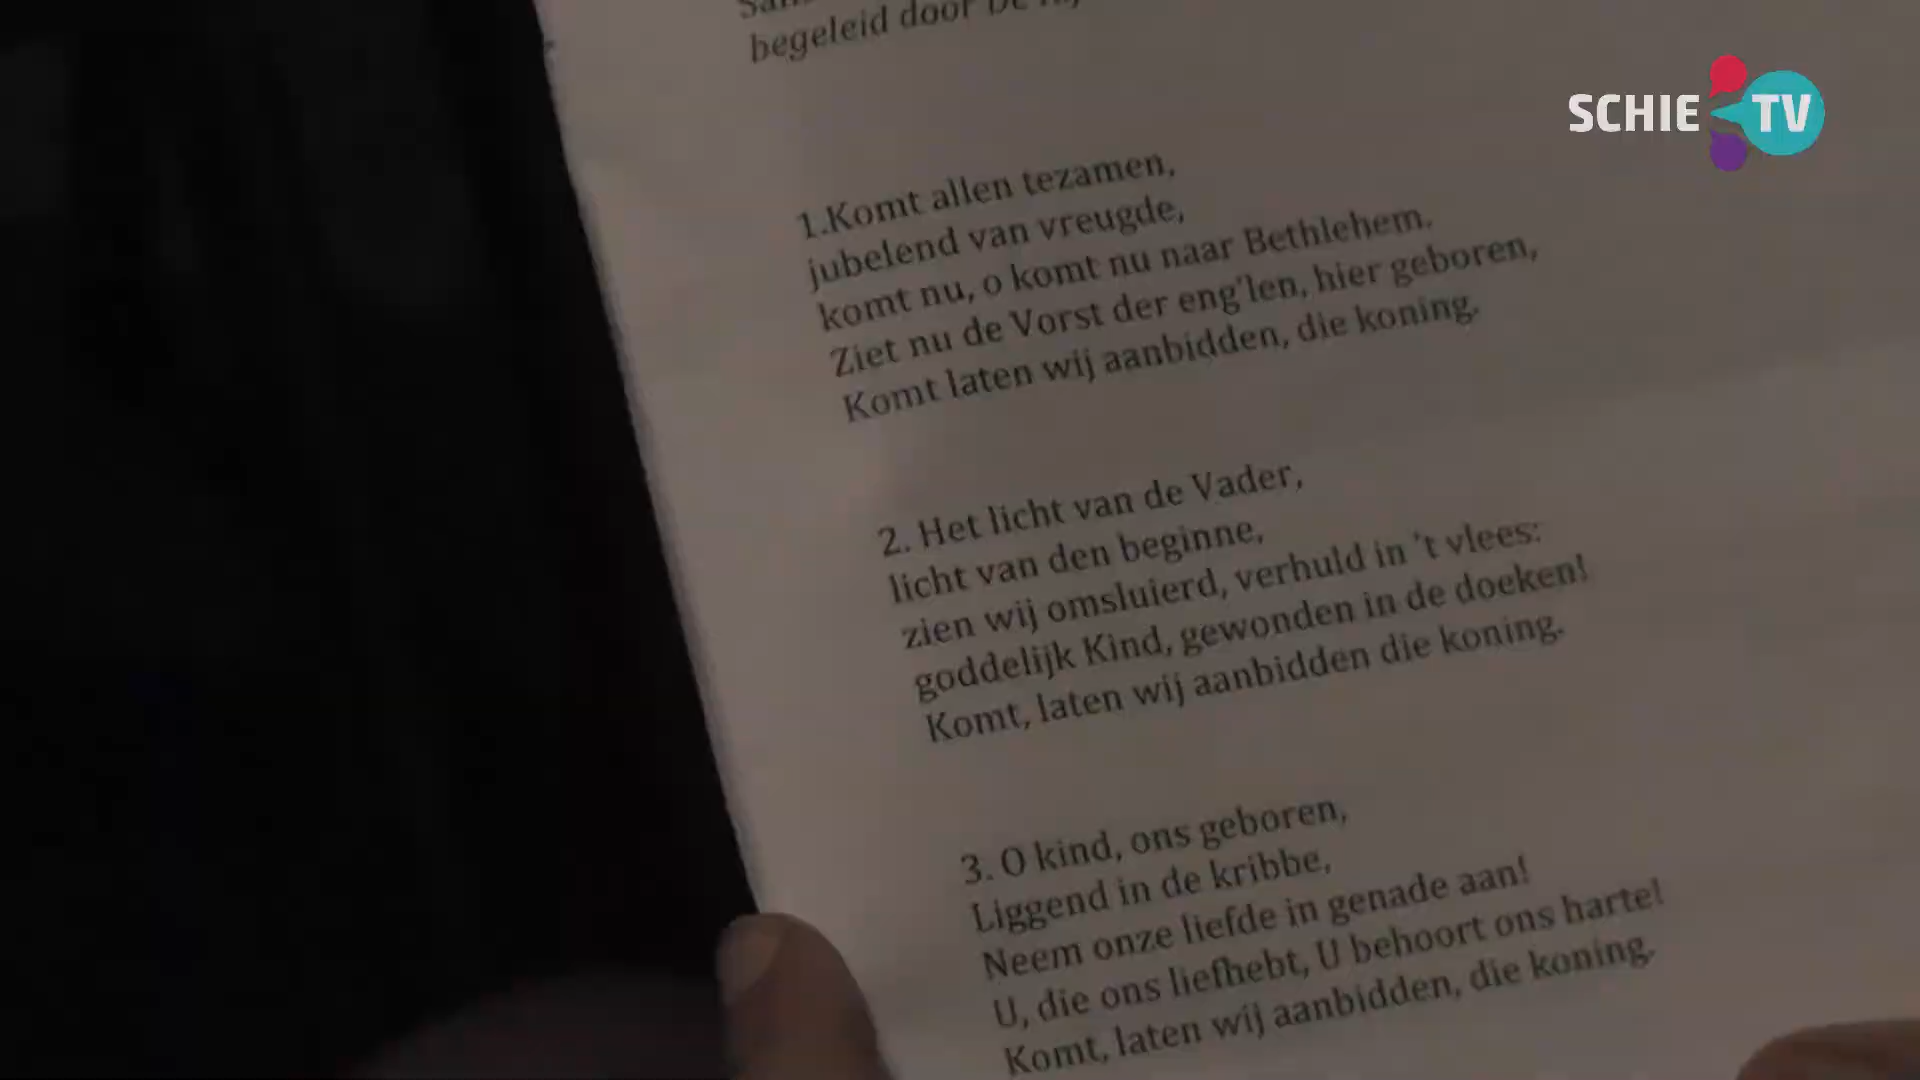 begeleid door De
SCHIE TV
1.Komt allen tezamen,
jubelend van vreugde,
komt nu, o komt nu naar Bethlehem.
Ziet nu de Vorst der eng'len, hier geboren,
Komt laten wij aanbidden, die koning.
2. Het licht van de Vader,
licht van den beginne,
zien wij omsluierd, verhuld in 't vlees:
goddelijk Kind, gewonden in de doeken!
Komt, laten wij aanbidden die koning.
3. O kind, ons geboren,
Liggend in de kribbe,
Neem onze liefde in genade aan!
U, die ons liefhebt, U behoort ons harte!
Komt, laten wij aanbidden, die koning.